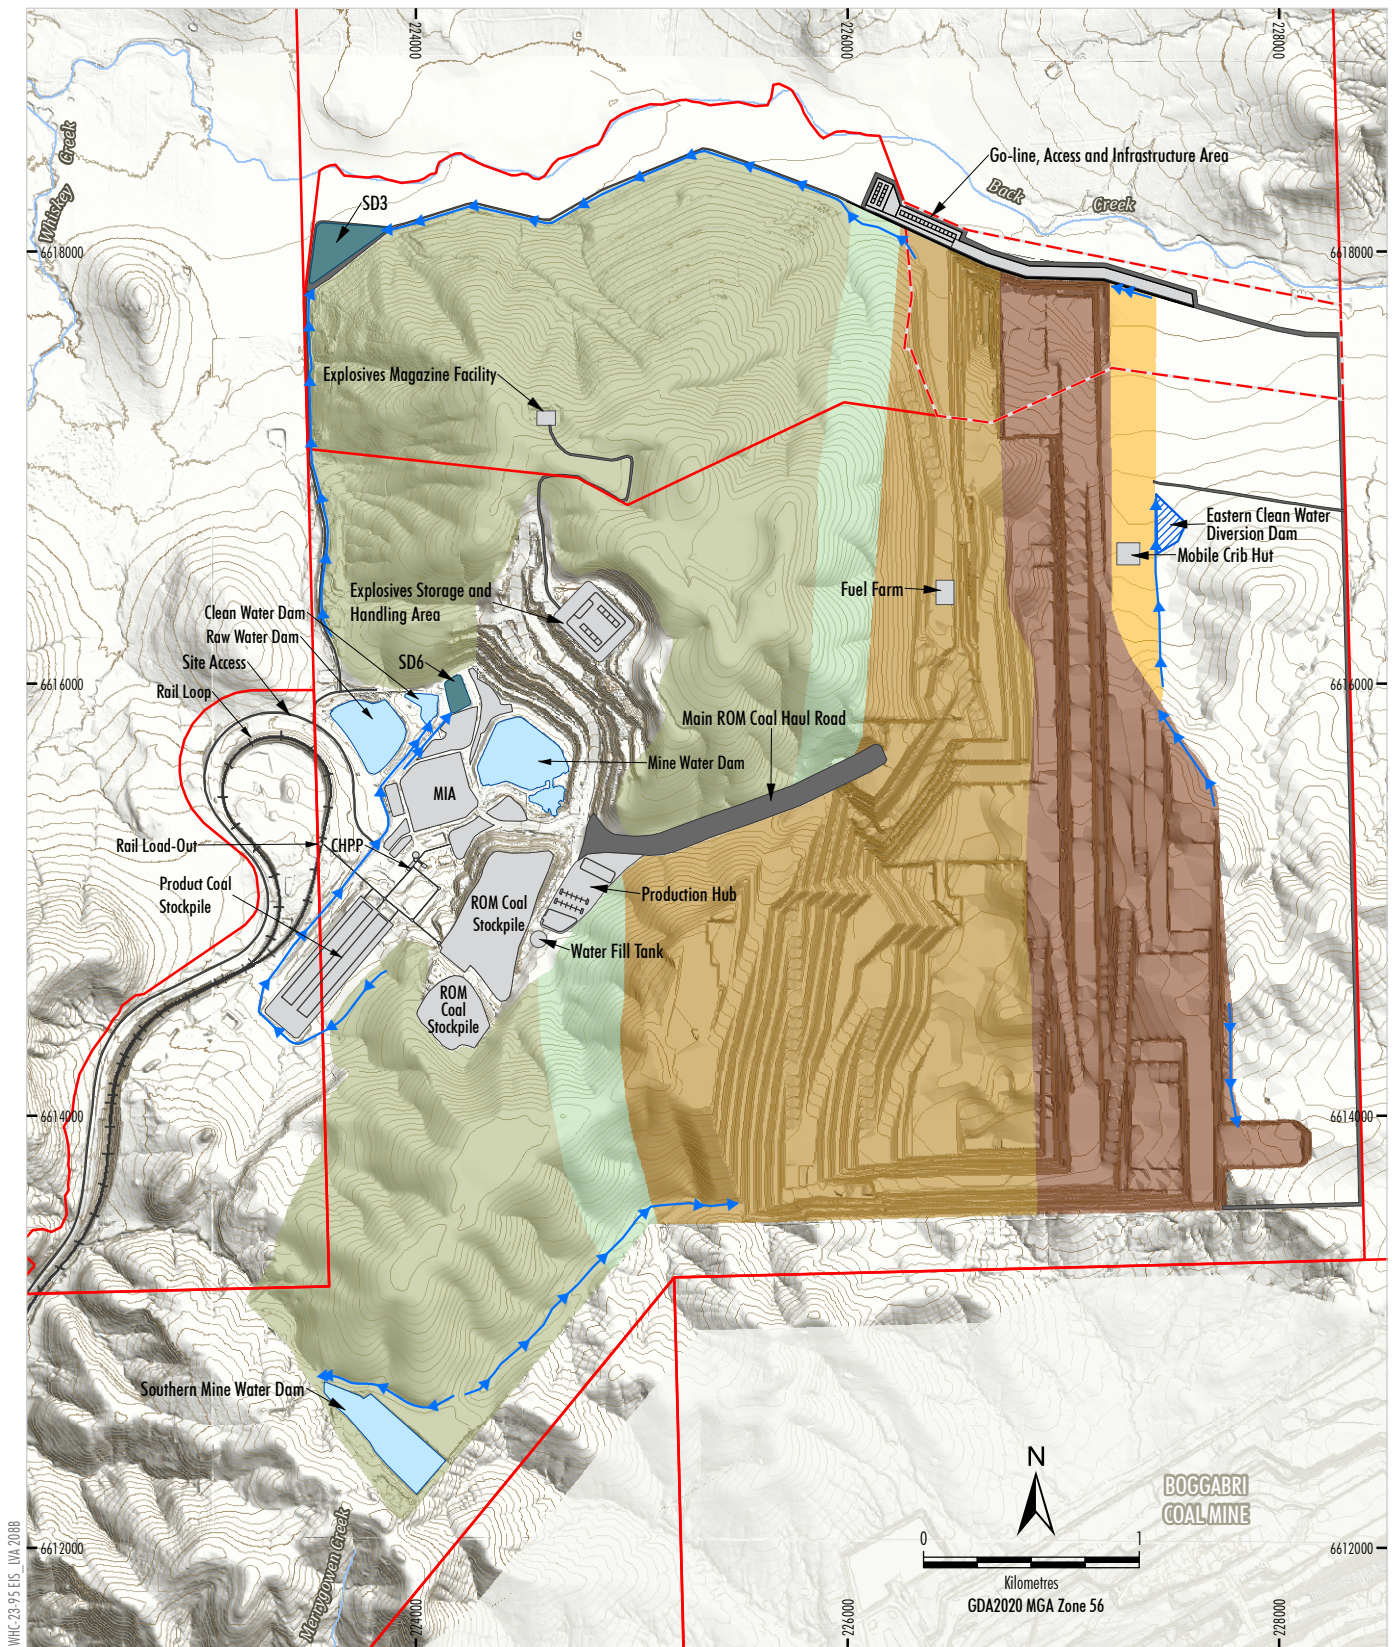 224000
226000
228000
Whiskey
Creek
Go-line, Access and Infrastructure Area
Back
Creek
SD3
6618000
6618000
Explosives Magazine Facility
Eastern Clean Water
Diversion Dam
Mobile Crib Hut
Explosives Storage and
Handling Area
Fuel Farm
Clean Water Dam
Raw Water Dam
Site Access
SD6
Rail Loop
6616000
6616000
Main ROM Coal Haul Road
Mine Water Dam
MIA
Rail Load-Out
CHPP
Product Coal
Stockpile
ROM Coal
Stockpile
Production Hub
Water Fill Tank
ROM
Coal
Stockpile
6614000
6614000
Southern Mine Water Dam
N
BOGGABRI
COAL MINE
Merrygowen Creek
0
1
Kilometres
GDA2020 MGA Zone 56
6612000
6612000
224000
226000
228000
WHC-23-95 EIS_LVA 208B